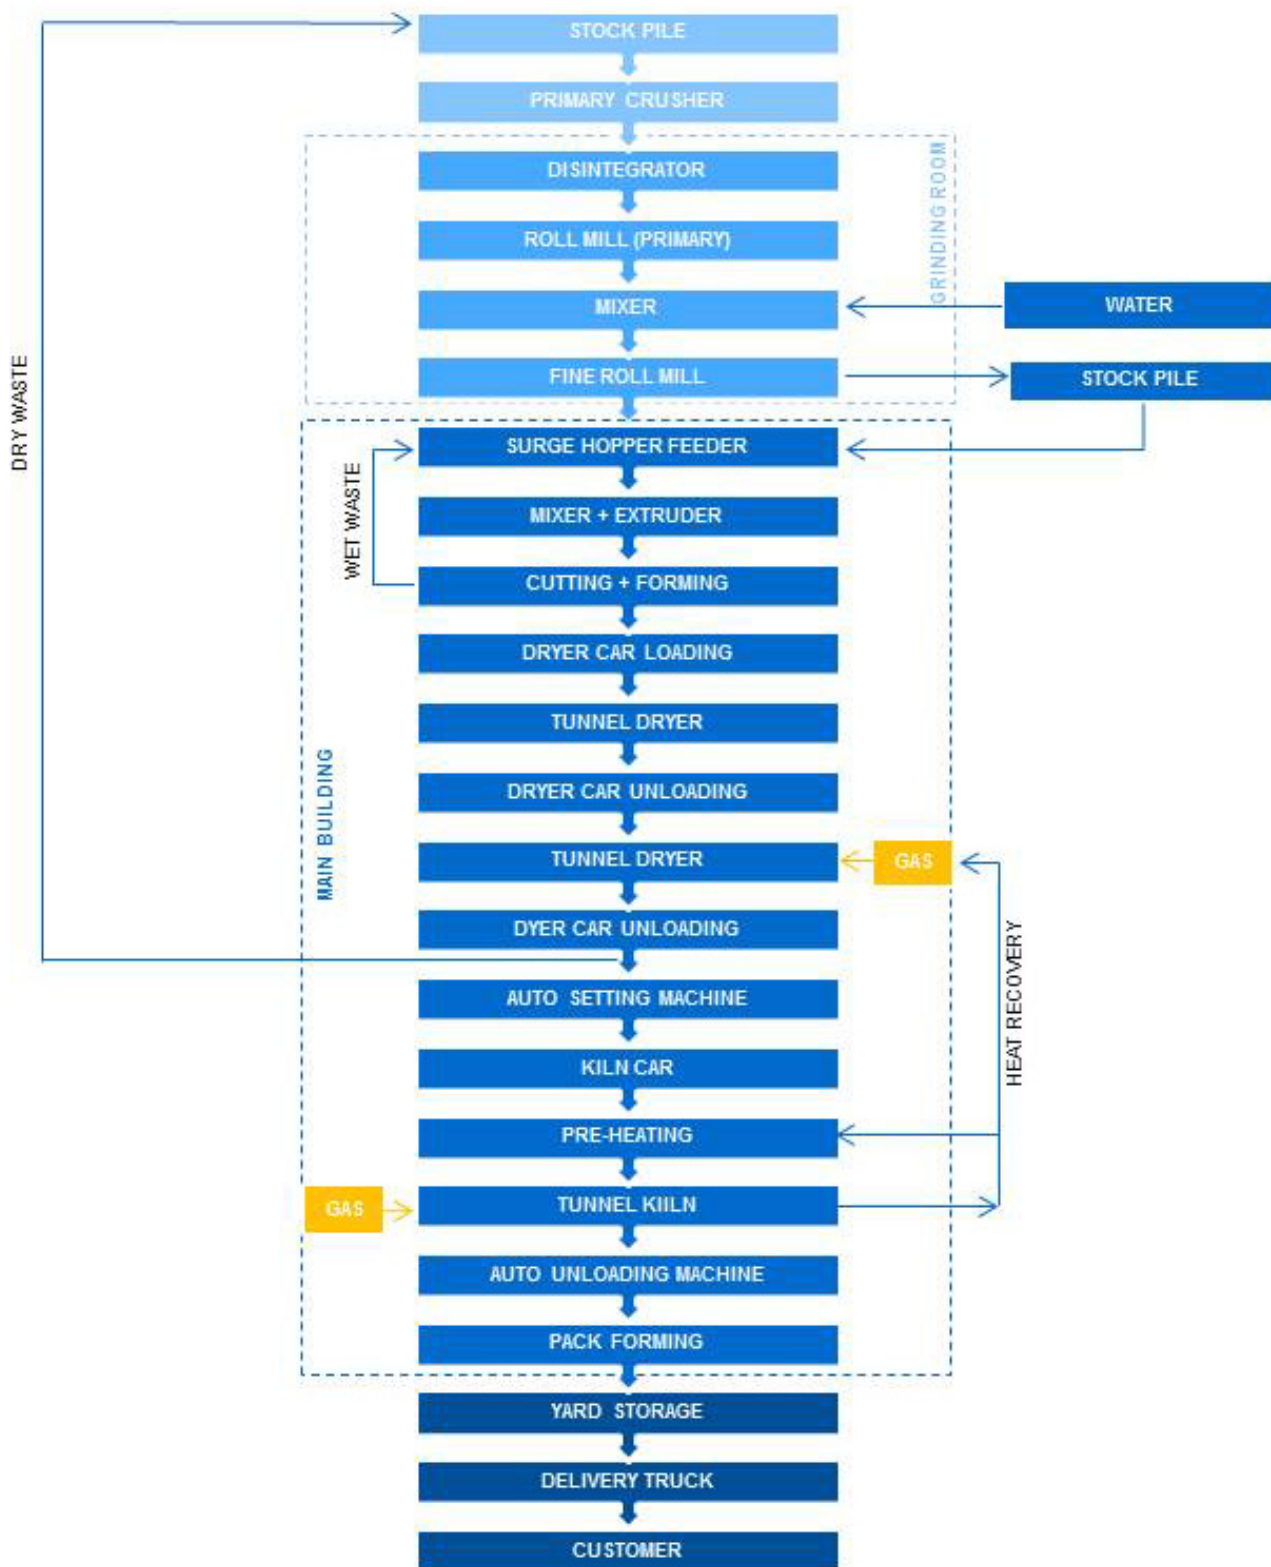 STOCK PILE
PRIMARY CRUSHER
GRINDING ROOM
DISINTEGRATOR
ROLL MILL (PRIMARY)
MIXER
WATER
FINE ROLL MILL
STOCK PILE
DRY WASTE
SURGE HOPPER FEEDER
WET WASTE
MIXER + EXTRUDER
CUTTING + FORMING
DRYER CAR LOADING
TUNNEL DRYER
MAIN BUILDING
DRYER CAR UNLOADING
TUNNEL DRYER
GAS
DYER CAR UNLOADING
HEAT RECOVERY
AUTO SETTING MACHINE
KILN CAR
PRE-HEATING
GAS
TUNNEL KIILN
AUTO UNLOADING MACHINE
PACK FORMING
YARD STORAGE
DELIVERY TRUCK
CUSTOMER